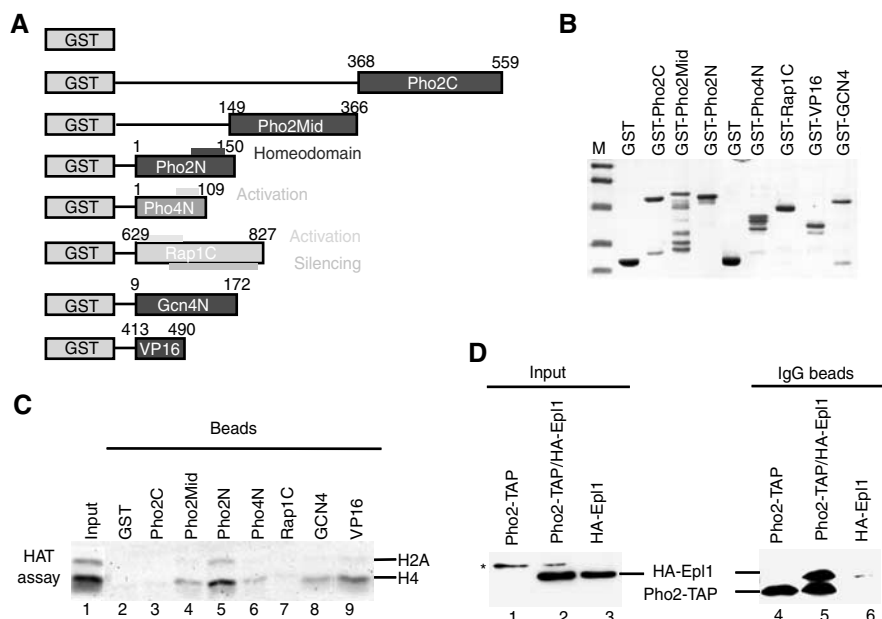 A
GST
GST
368
559
Pho2C
GST
149
366
Pho2Mid
GST
1
150
Pho2N
Homeodomain
GST
1
109
Pho4N
Activation
GST
629
827
Rap1C
Activation
Silencing
GST
9
172
Gcn4N
GST
413
490
VP16
B
M
GST
GST-Pho2C
GST-Pho2Mid
GST-Pho2N
GST
GST-Pho4N
GST-Rap1C
GST-VP16
GST-GCN4
C
Beads
Input
GST
Pho2C
Pho2Mid
Pho2N
Pho4N
Rap1C
GCN4
VP16
HAT
assay
H2A
H4
1 2 3 4 5 6 7 8 9
D
Input
IgG beads
Pho2-TAP
Pho2-TAP/HA-Epl1
HA-Epl1
Pho2-TAP
Pho2-TAP/HA-Epl1
HA-Epl1
*
HA-Epl1
Pho2-TAP
1 2 3
4 5 6